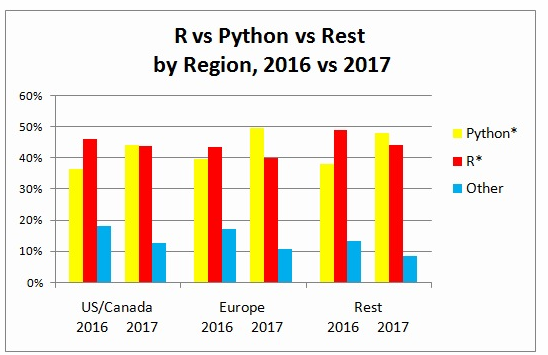 R vs Python vs Rest
by Region, 2016 vs 2017
60%
50%
40%
30%
20%
10%
0%
Python*
R*
Other
US/Canada Europe Rest
2016 2017 2016 2017 2016 2017